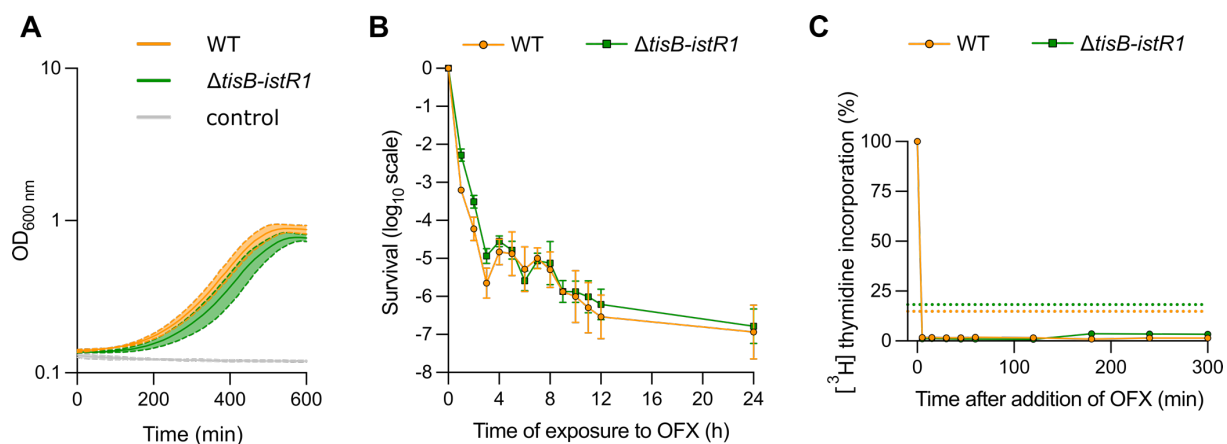 A
WT
ΔtisB-istR1
control
10
1
0.1
OD600 nm
0
200
400
600
Time (min)
B
WT
ΔtisB-istR1
0
-1
-2
-3
-4
-5
-6
-7
-8
Survival (log10 scale)
0
4
8
12
16
20
24
Time of exposure to OFX (h)
C
WT
ΔtisB-istR1
100
75
50
25
0
[3H] thymidine incorporation (%)
0
100
200
300
Time after addition of OFX (min)